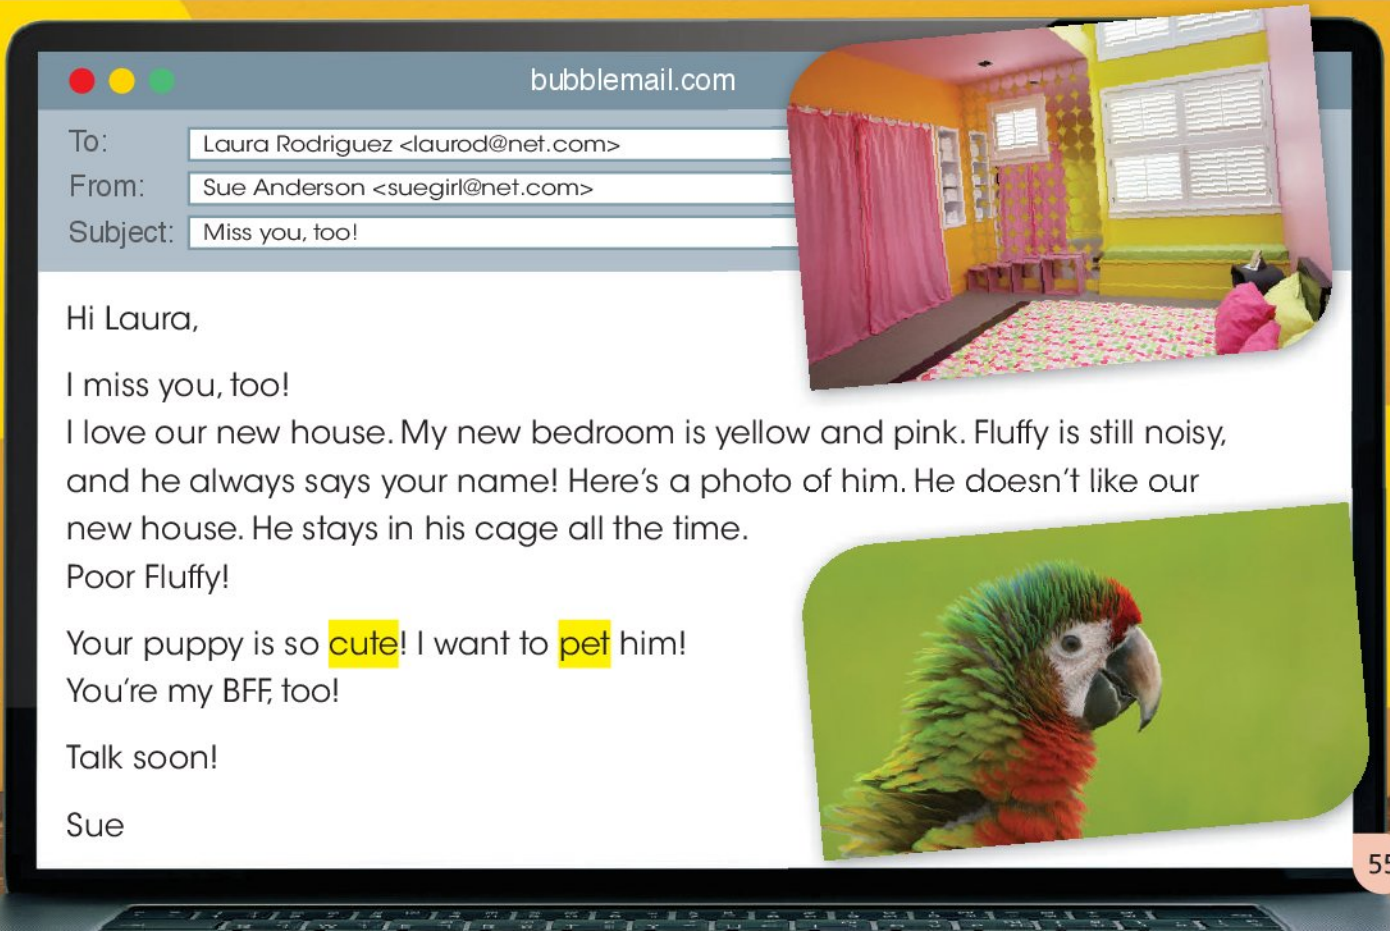 bubblemail.com
To: Laura Rodriguez <laurod@net.com>
From: Sue Anderson <suegirl@net.com>
Subject: Miss you, too!
Hi Laura,
I miss you, too!
I love our new house. My new bedroom is yellow and pink. Fluffy is still noisy,
and he always says your name! Here's a photo of him. He doesn't like our
new house. He stays in his cage all the time.
Poor Fluffy!
Your puppy is so cute! I want to pet him!
You're my BFF, too!
Talk soon!
Sue
55